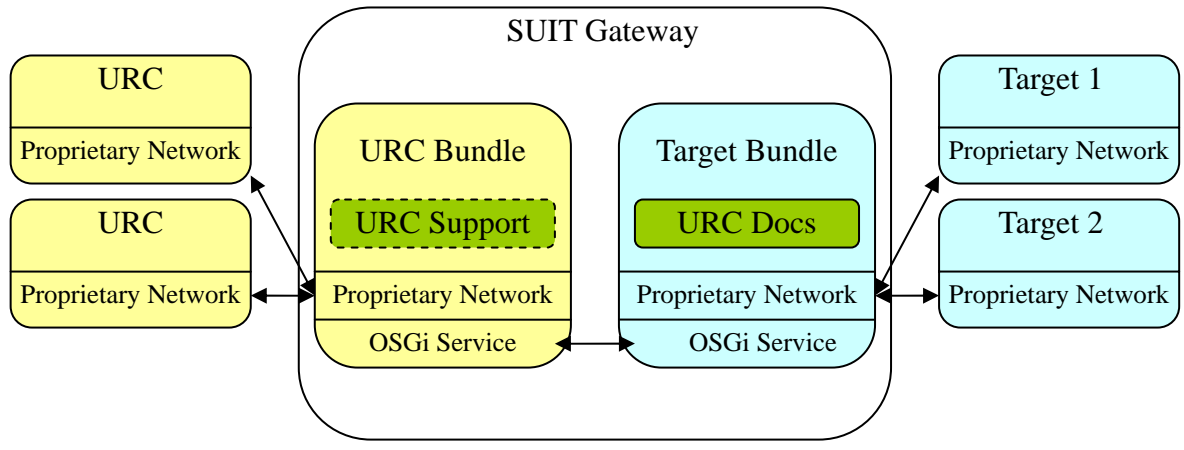 SUIT Gateway
URC
Proprietary Network
URC
Proprietary Network
URC Bundle
URC Support
Proprietary Network
OSGi Service
Target Bundle
URC Docs
Proprietary Network
OSGi Service
Target 1
Proprietary Network
Target 2
Proprietary Network